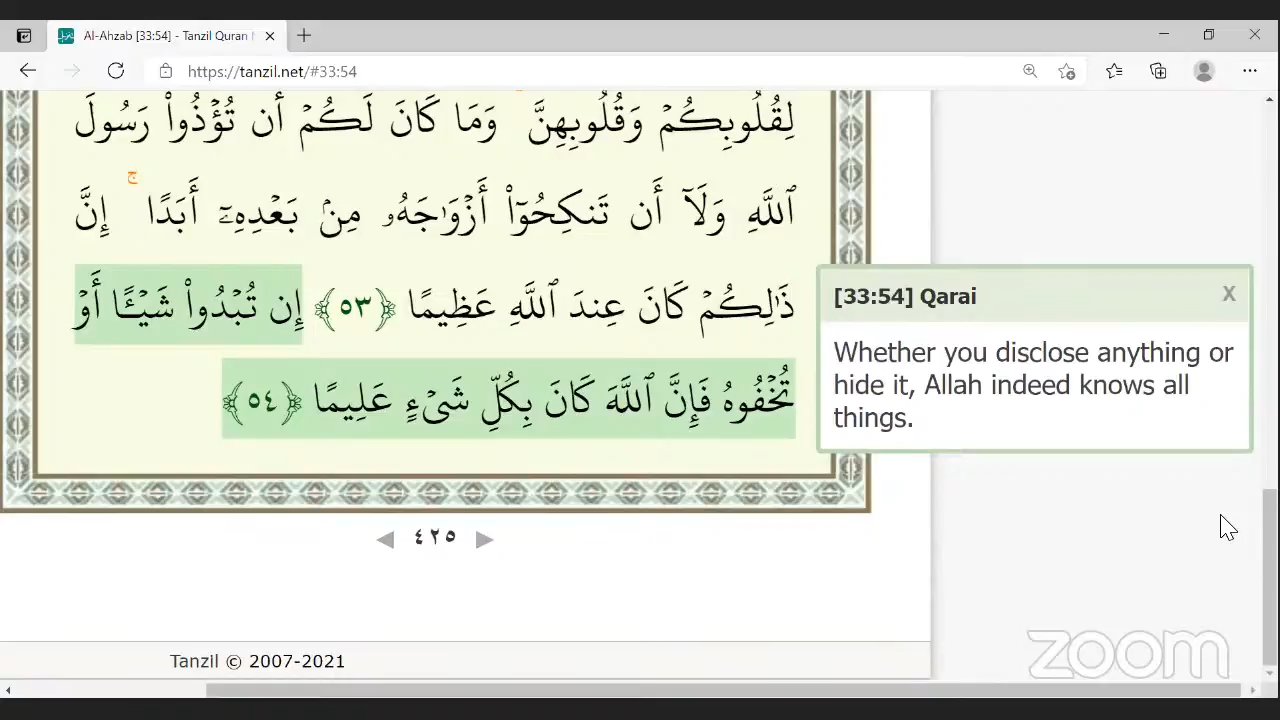 Al-Ahzab [33:54] - Tanzil Quran
https://tanzil.net/#33:54
لِقُلُوبِكُمۡ وَقُلُوبِهِنَّۚ وَمَا كَانَ لَكُمۡ أَن تُؤۡذُواْ رَسُولَ
ٱللَّهِ وَلَآ أَن تَنكِحُوٓاْ أَزۡوَٰجَهُۥ مِنۢ بَعۡدِهِۦٓ أَبَدًاۚ إِنَّ
ذَٰلِكُمۡ كَانَ عِندَ ٱللَّهِ عَظِيمًا ﴿٥٣﴾ إِن تُبۡدُواْ شَيۡـًٔا أَوۡ
تُخۡفُوهُ فَإِنَّ ٱللَّهَ كَانَ بِكُلِّ شَيۡءٍ عَلِيمًا ﴿٥٤﴾
[33:54] Qarai X
Whether you disclose anything or
hide it, Allah indeed knows all
things.
٤٢٥
Tanzil © 2007-2021
zoom